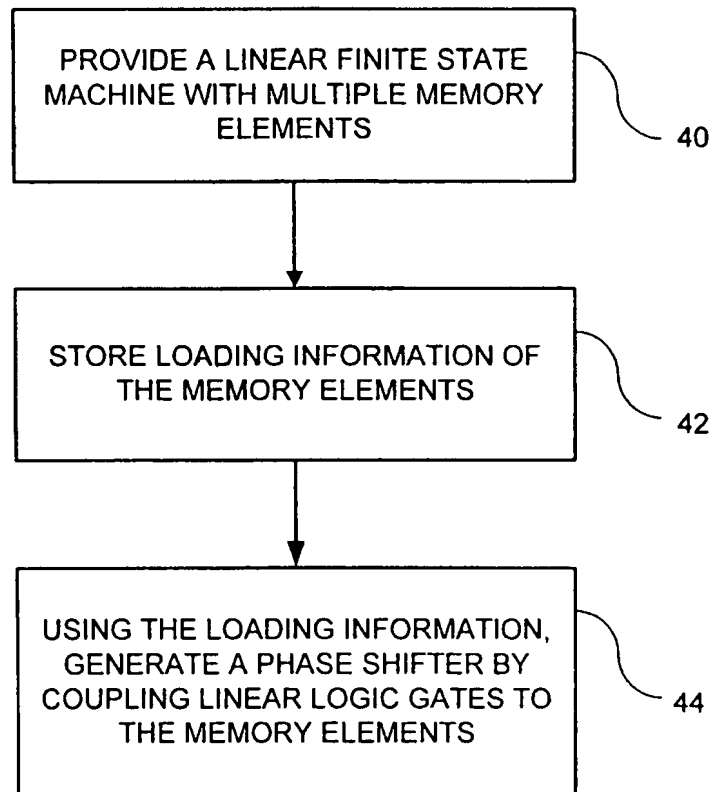 PROVIDE A LINEAR FINITE STATE
MACHINE WITH MULTIPLE MEMORY
ELEMENTS
40
STORE LOADING INFORMATION OF
THE MEMORY ELEMENTS
42
USING THE LOADING INFORMATION,
GENERATE A PHASE SHIFTER BY
COUPLING LINEAR LOGIC GATES TO
THE MEMORY ELEMENTS
44